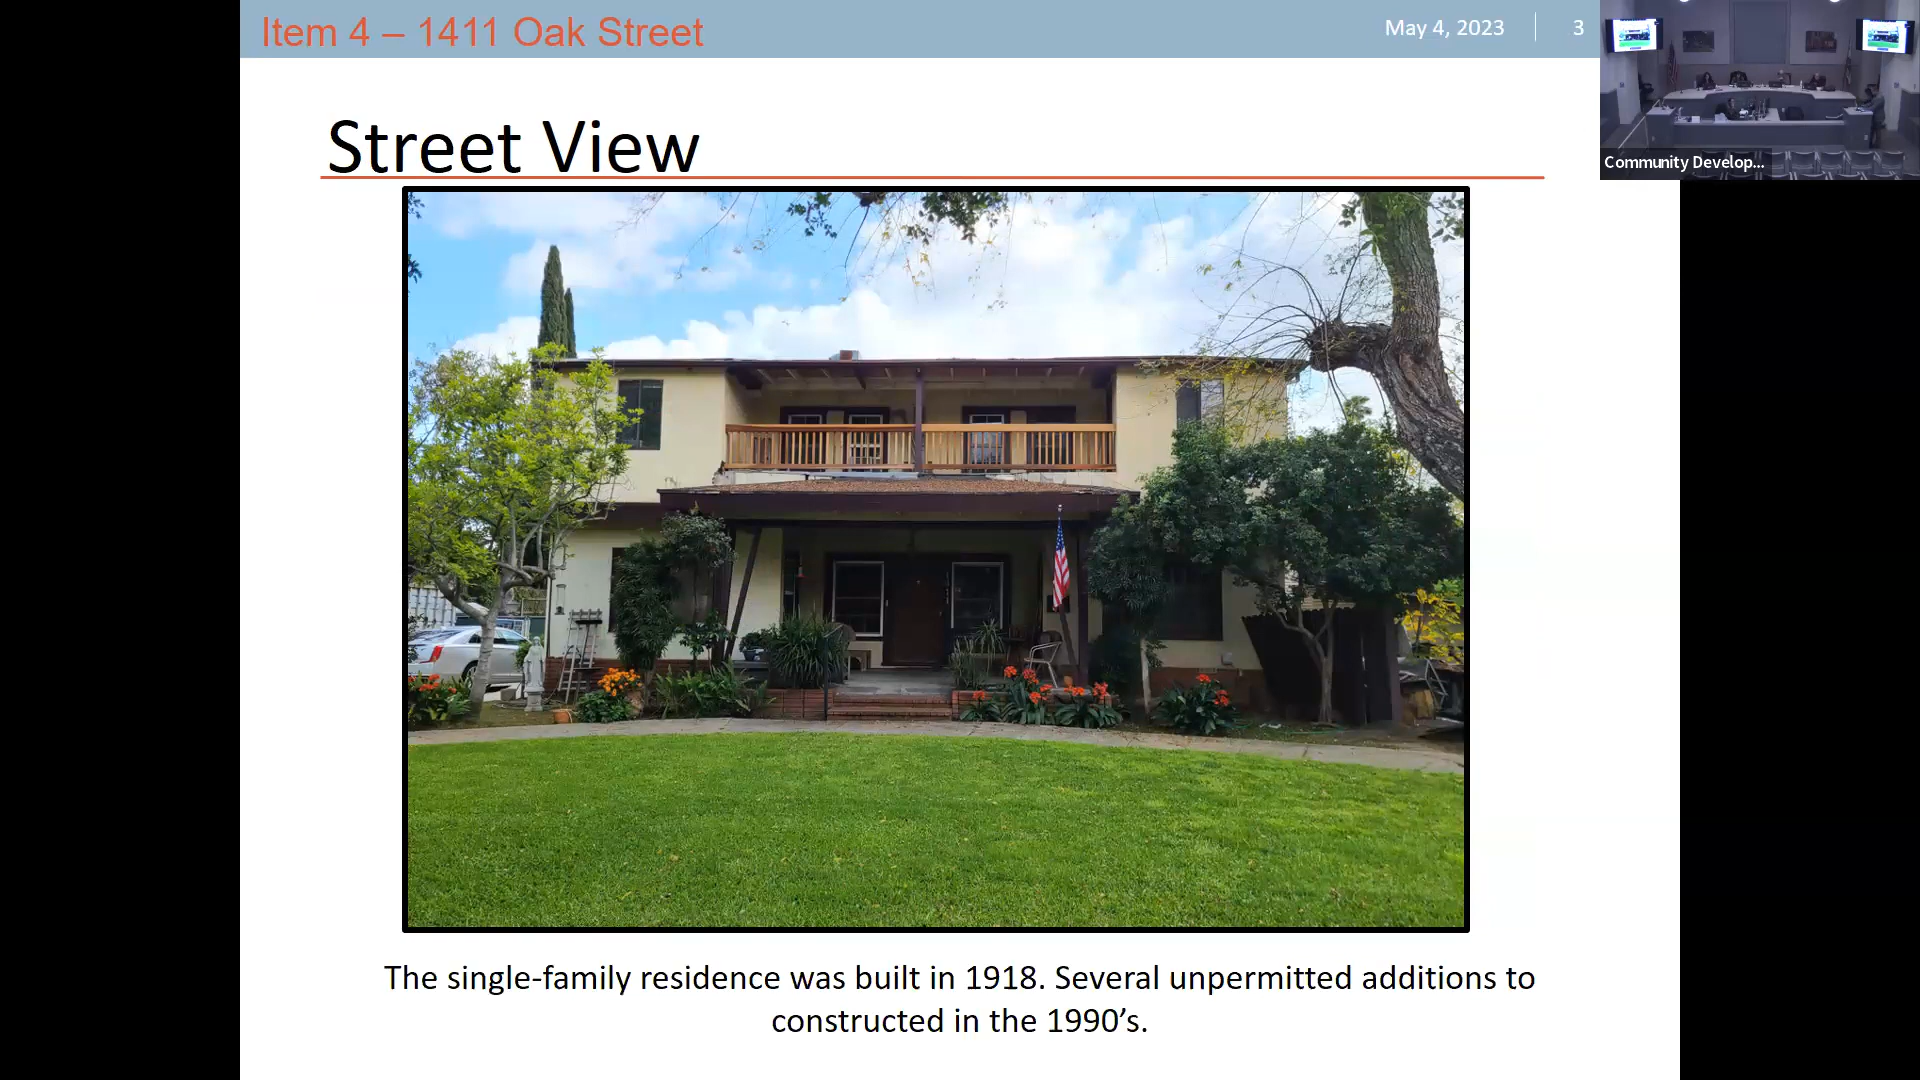 Item 4 – 1411 Oak Street
May 4, 2023
3
Community Develop...
Street View
The single-family residence was built in 1918. Several unpermitted additions to
constructed in the 1990’s.